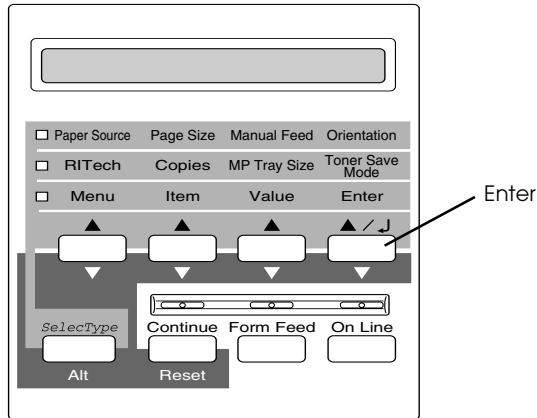 Paper Source Page Size Manual Feed Orientation
RITech Copies MP Tray Size Toner Save Mode
Menu Item Value Enter
Enter
SelecType Continue Form Feed On Line
Alt Reset